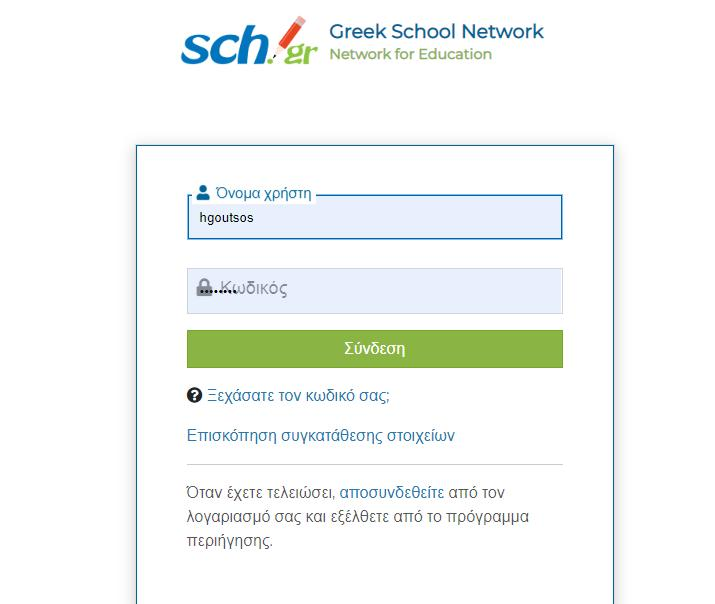 sch.gr Greek School Network
Network for Education
Όνομα χρήστη
hgoutsos
Κωδικός
Σύνδεση
Ξεχάσατε τον κωδικό σας;
Επισκόπηση συγκατάθεσης στοιχείων
Όταν έχετε τελειώσει, αποσυνδεθείτε από τον
λογαριασμό σας και εξέλθετε από το πρόγραμμα
περιήγησης.